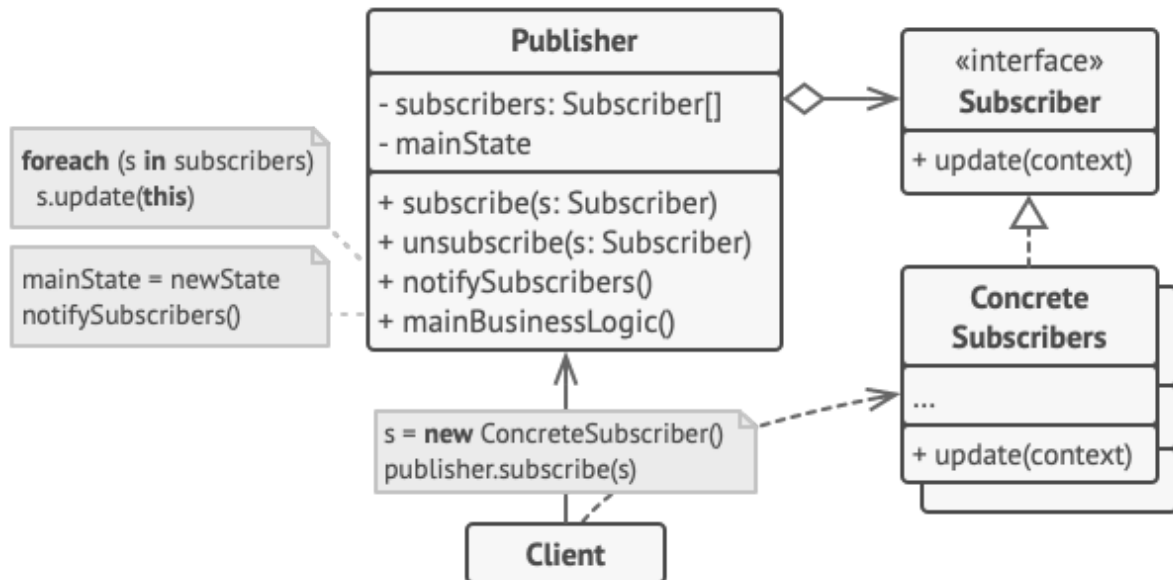 Publisher
- subscribers: Subscriber[]
- mainState
+ subscribe(s: Subscriber)
+ unsubscribe(s: Subscriber)
+ notifySubscribers()
+ mainBusinessLogic()
foreach (s in subscribers)
s.update(this)
mainState = newState
notifySubscribers()
«interface»
Subscriber
+ update(context)
Concrete
Subscribers
...
+ update(context)
s = new ConcreteSubscriber()
publisher.subscribe(s)
Client